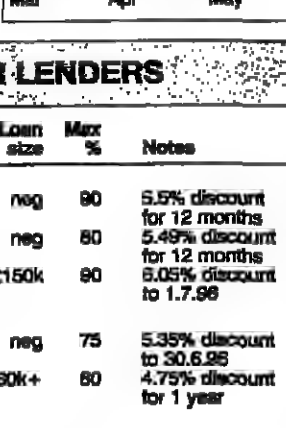 Mar Apr May
LENDERS
Loan Max
size % Notes
neg 90 5.5% discount
for 12 months
neg 80 5.49% discount
for 12 months
150k 90 6.05% discount
to 1.7.96
neg 75 5.35% discount
to 30.6.98
60k+ 80 4.75% discount
for 1 year